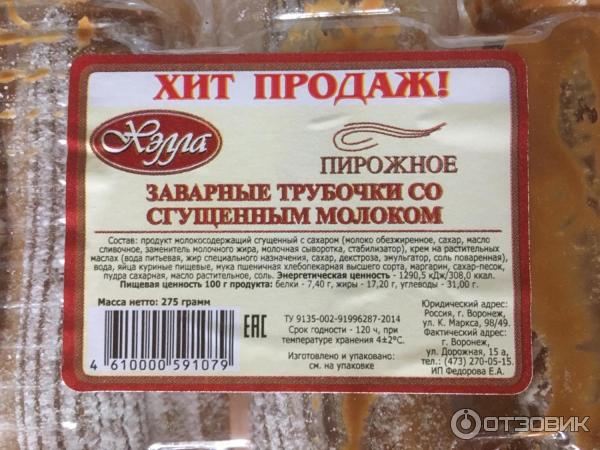 ХИТ ПРОДАЖ!
Хэлла
ПИРОЖНОЕ
ЗАВАРНЫЕ ТРУБОЧКИ СО
СГУЩЕННЫМ МОЛОКОМ
Состав: продукт молокосодержащий сгущенный с сахаром (молоко обезжиренное, сахар, масло
сливочное, заменитель молочного жира, молочная сыворотка, стабилизатор), крем на растительных
маслах (вода питьевая, жир специального назначения, сахар, декстроза, эмульгатор, соль поваренная),
вода, яйца куриные пищевые, мука пшеничная хлебопекарная высшего сорта, маргарин, сахар-песок,
пудра сахарная, масло растительное, соль. Энергетическая ценность - 1290,5 кДж/308,0 ккал.
Пищевая ценность 100 г продукта: белки - 7,40 г, жиры - 17,20 г, углеводы - 31,00 г.
Масса нетто: 275 грамм
4 610000 591079
EAC
ТУ 9135-002-91996287-2014
Срок годности - 120 ч, при
температуре хранения 4±2°С.
Изготовлено и упаковано:
см. на упаковке
Юридический адрес:
Россия, г. Воронеж,
ул. К. Маркса, 98/49.
Фактический адрес:
г. Воронеж,
ул. Дорожная, 15 а,
тел.: (473) 270-05-15.
ИП Федорова Е.А.
ОТЗОВИК